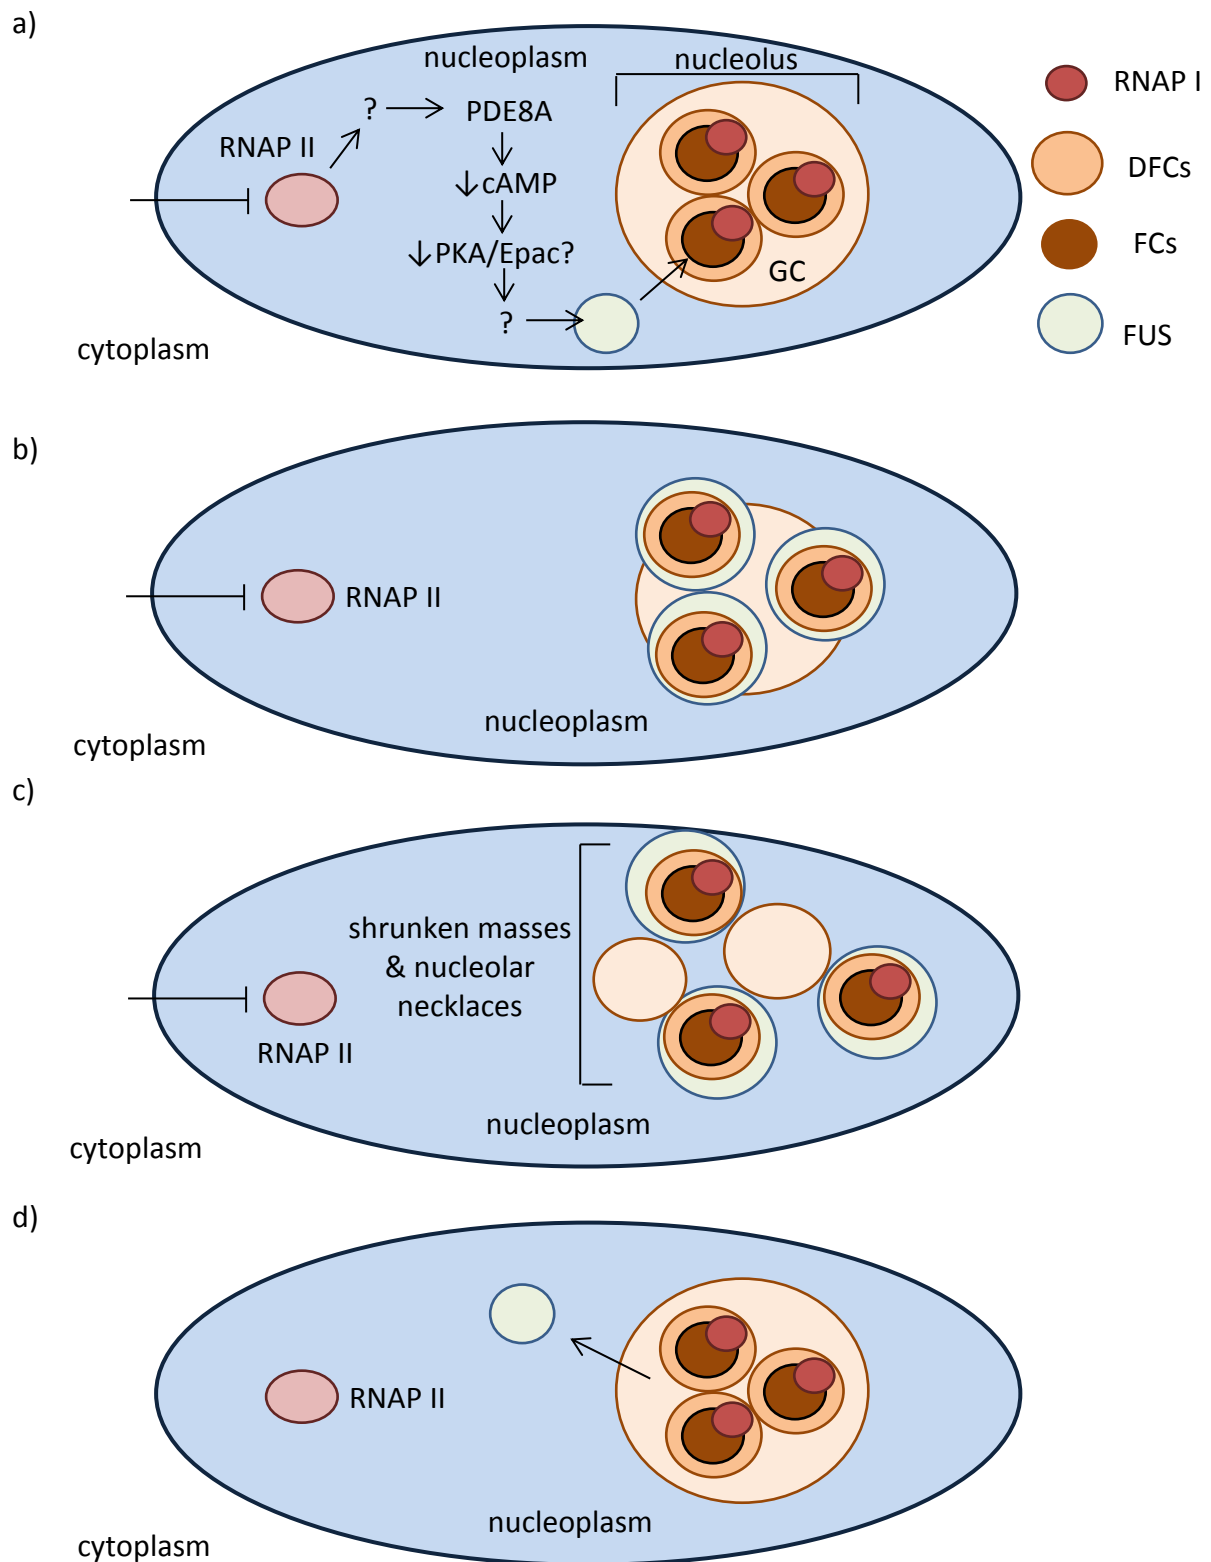 a)
nucleoplasm
nucleolus
RNAP I
? → PDE8A
RNAP II
DFCs
↓cAMP
↓PKA/Epac?
FCs
GC
? →
FUS
cytoplasm
b)
RNAP II
nucleoplasm
cytoplasm
c)
shrunken masses
& nucleolar
necklaces
RNAP II
nucleoplasm
cytoplasm
d)
RNAP II
nucleoplasm
cytoplasm